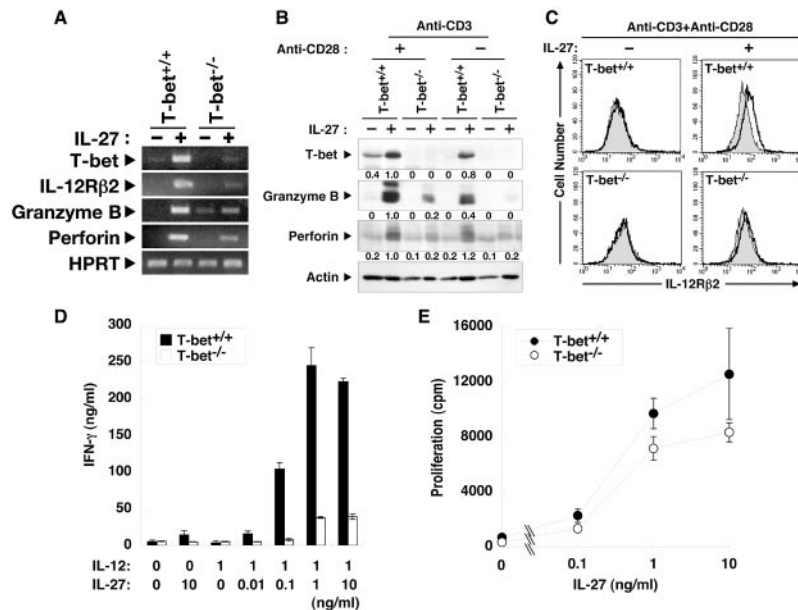 A
T-bet+/+
T-bet-/-
IL-27 : − + − +
T-bet
IL-12Rβ2
Granzyme B
Perforin
HPRT
B
Anti-CD3
Anti-CD28 : + −
T-bet+/+ T-bet-/- T-bet+/+ T-bet-/-
IL-27 : − + − + − + − +
T-bet
0.4 1.0 0 0 0 0.8 0 0
Granzyme B
0 1.0 0 0.2 0 0.4 0 0
Perforin
0.2 1.0 0.1 0.2 0.2 1.2 0.1 0.2
Actin
C
Anti-CD3+Anti-CD28
IL-27: − +
T-bet+/+ T-bet+/+
T-bet-/- T-bet-/-
Cell Number
IL-12Rβ2
D
T-bet+/+
T-bet-/-
IFN-γ (ng/ml)
300
250
200
150
100
50
0
IL-12: 0 0 1 1 1 1 1
IL-27: 0 10 0 0.01 0.1 1 10
(ng/ml)
E
T-bet+/+
T-bet-/-
Proliferation (cpm)
16000
12000
8000
4000
0
0 0.1 1 10
IL-27 (ng/ml)